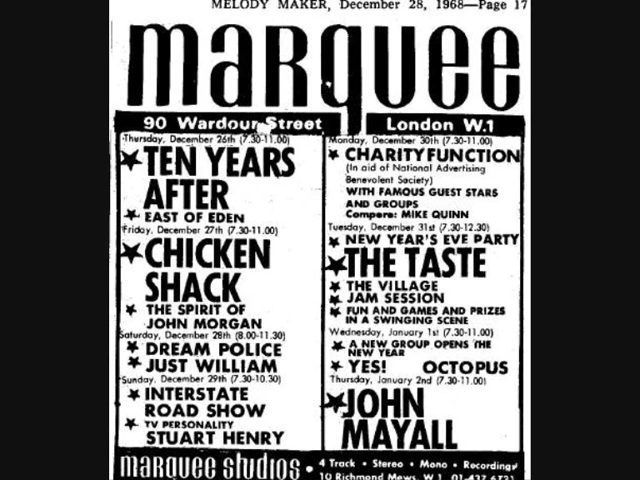 MELODY MAKER, December 28, 1968—Page 17
marquee
90 Wardour Street London W.1
Thursday, December 26th (7.30-11.00)
TEN YEARS
AFTER
EAST OF EDEN
Friday, December 27th (7.30-11.00)
CHICKEN
SHACK
THE SPIRIT OF
JOHN MORGAN
Saturday, December 28th (8.00-11.30)
DREAM POLICE
JUST WILLIAM
Sunday, December 29th (7.30-10.30)
INTERSTATE
ROAD SHOW
TV PERSONALITY
STUART HENRY
Monday, December 30th (7.30-11.00)
CHARITY FUNCTION
(In aid of National Advertising
Benevolent Society)
WITH FAMOUS GUEST STARS
AND GROUPS
Compere: MIKE QUINN
Tuesday, December 31st (7.30-12.30)
NEW YEAR'S EVE PARTY
THE TASTE
THE VILLAGE
JAM SESSION
FUN AND GAMES AND PRIZES
IN A SWINGING SCENE
Wednesday, January 1st (7.30-11.00)
A NEW GROUP OPENS THE
NEW YEAR
YES! OCTOPUS
Thursday, January 2nd (7.30-11.00)
JOHN
MAYALL
marquee studios • 4 Track • Stereo • Mono • Recordings
10 Richmond Mews, W.1 01-437 6731